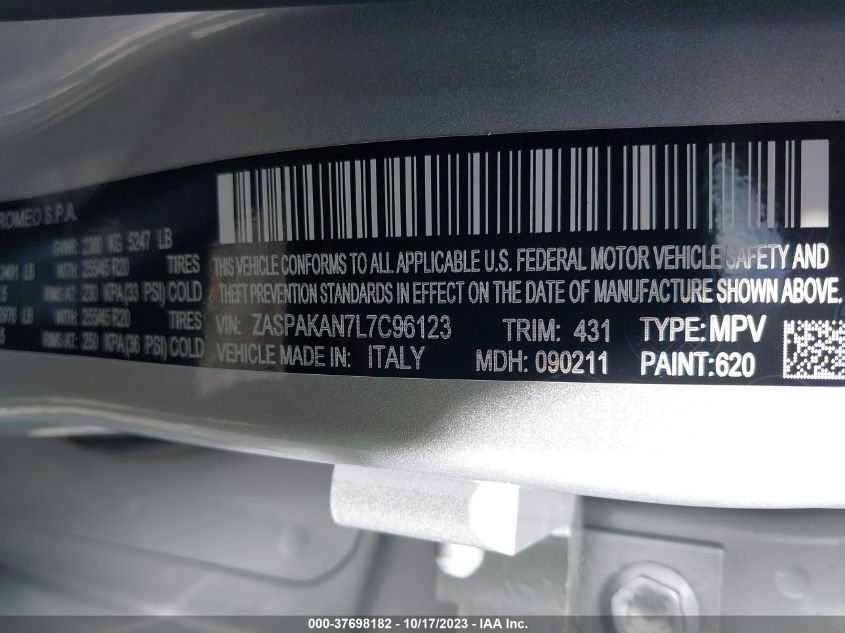 ROMEO S.P.A.
GVWR: 2380 KG 5247 LB
2491 LB WITH: 255/45 R20 TIRES
RIMS AT: 230 KPA (33 PSI) COLD
WITH: 255/45 R20 TIRES
RIMS AT: 250 KPA (36 PSI) COLD
THIS VEHICLE CONFORMS TO ALL APPLICABLE U.S. FEDERAL MOTOR VEHICLE SAFETY AND
THEFT PREVENTION STANDARDS IN EFFECT ON THE DATE OF MANUFACTURE SHOWN ABOVE.
VIN: ZASPAKAN7L7C96123 TRIM: 431 TYPE: MPV
VEHICLE MADE IN: ITALY MDH: 090211 PAINT: 620
000-37698182 - 10/17/2023 - IAA Inc.